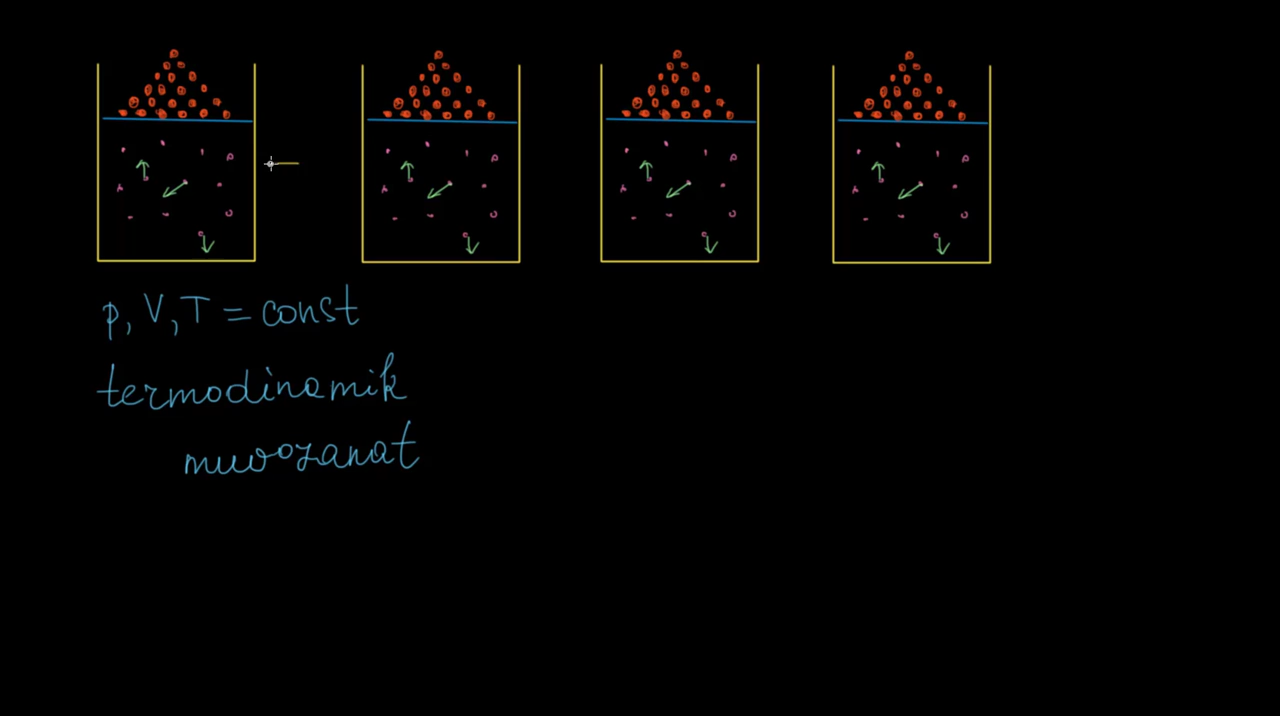 p, V, T = const
termodinamik
muvozanat